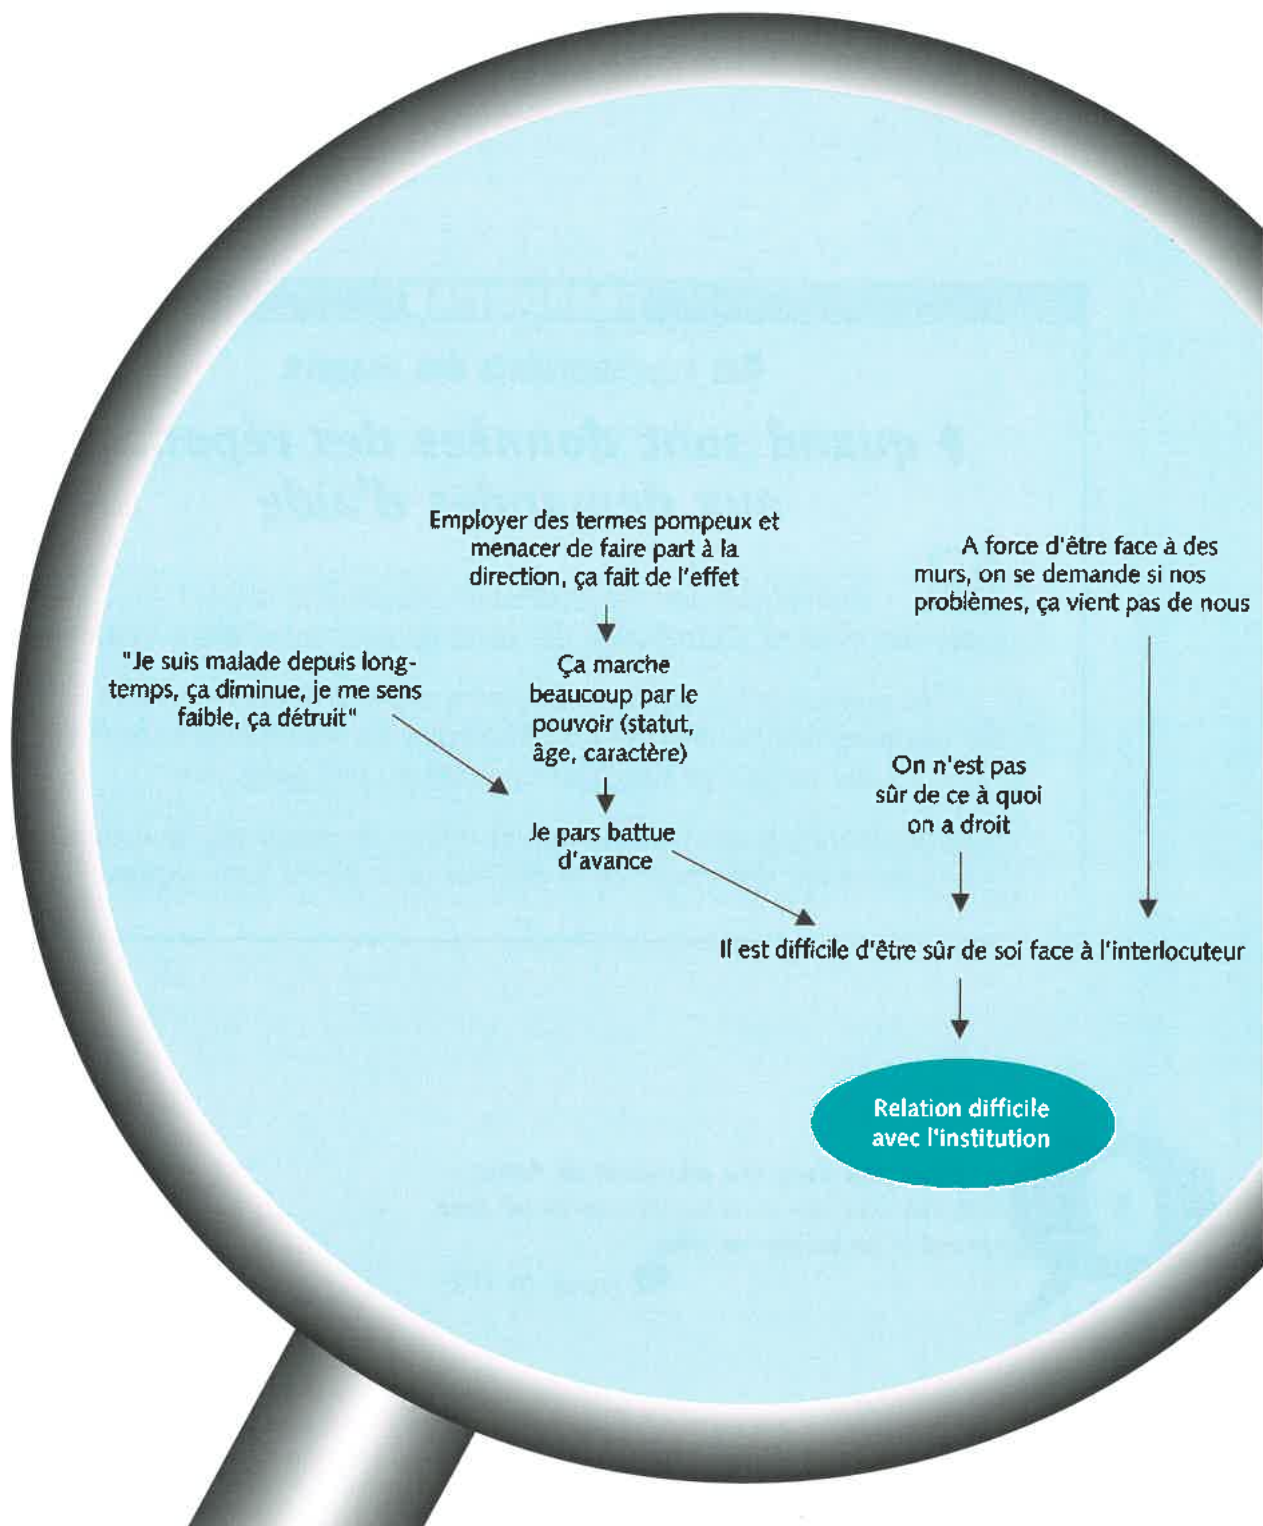 Employer des termes pompeux et
menacer de faire part à la
direction, ça fait de l'effet
A force d'être face à des
murs, on se demande si nos
problèmes, ça vient pas de nous
"Je suis malade depuis long-
temps, ça diminue, je me sens
faible, ça détruit"
Ça marche
beaucoup par le
pouvoir (statut,
âge, caractère)
On n'est pas
sûr de ce à quoi
on a droit
Je pars battue
d'avance
Il est difficile d'être sûr de soi face à l'interlocuteur
Relation difficile
avec l'institution